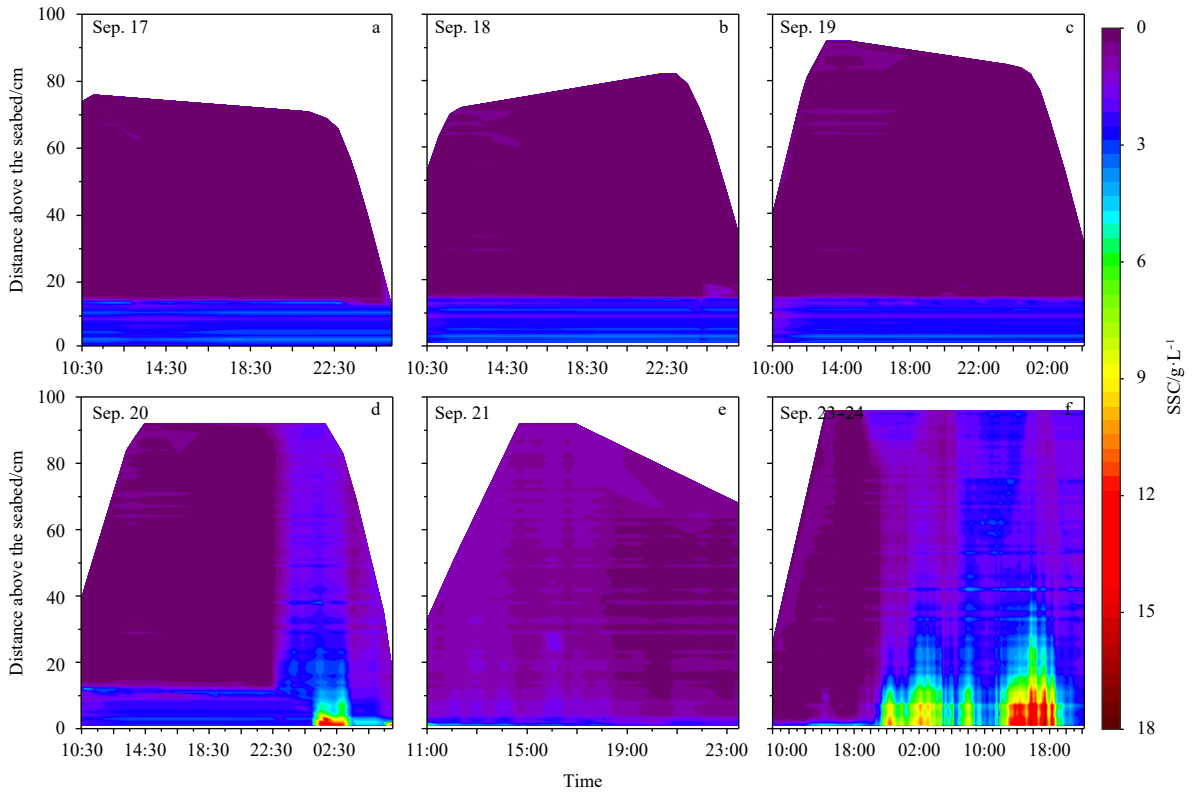 Sep. 17 a
Sep. 18 b
Sep. 19 c
100
80
60
40
20
0
Distance above the seabed/cm
10:30 14:30 18:30 22:30
10:30 14:30 18:30 22:30
10:00 14:00 18:00 22:00 02:00
Sep. 20 d
Sep. 21 e
Sep. 23–24 f
100
80
60
40
20
0
Distance above the seabed/cm
10:30 14:30 18:30 22:30 02:30
11:00 15:00 19:00 23:00
10:00 18:00 02:00 10:00 18:00
Time
0
3
6
9
12
15
18
SSC/g·L⁻¹